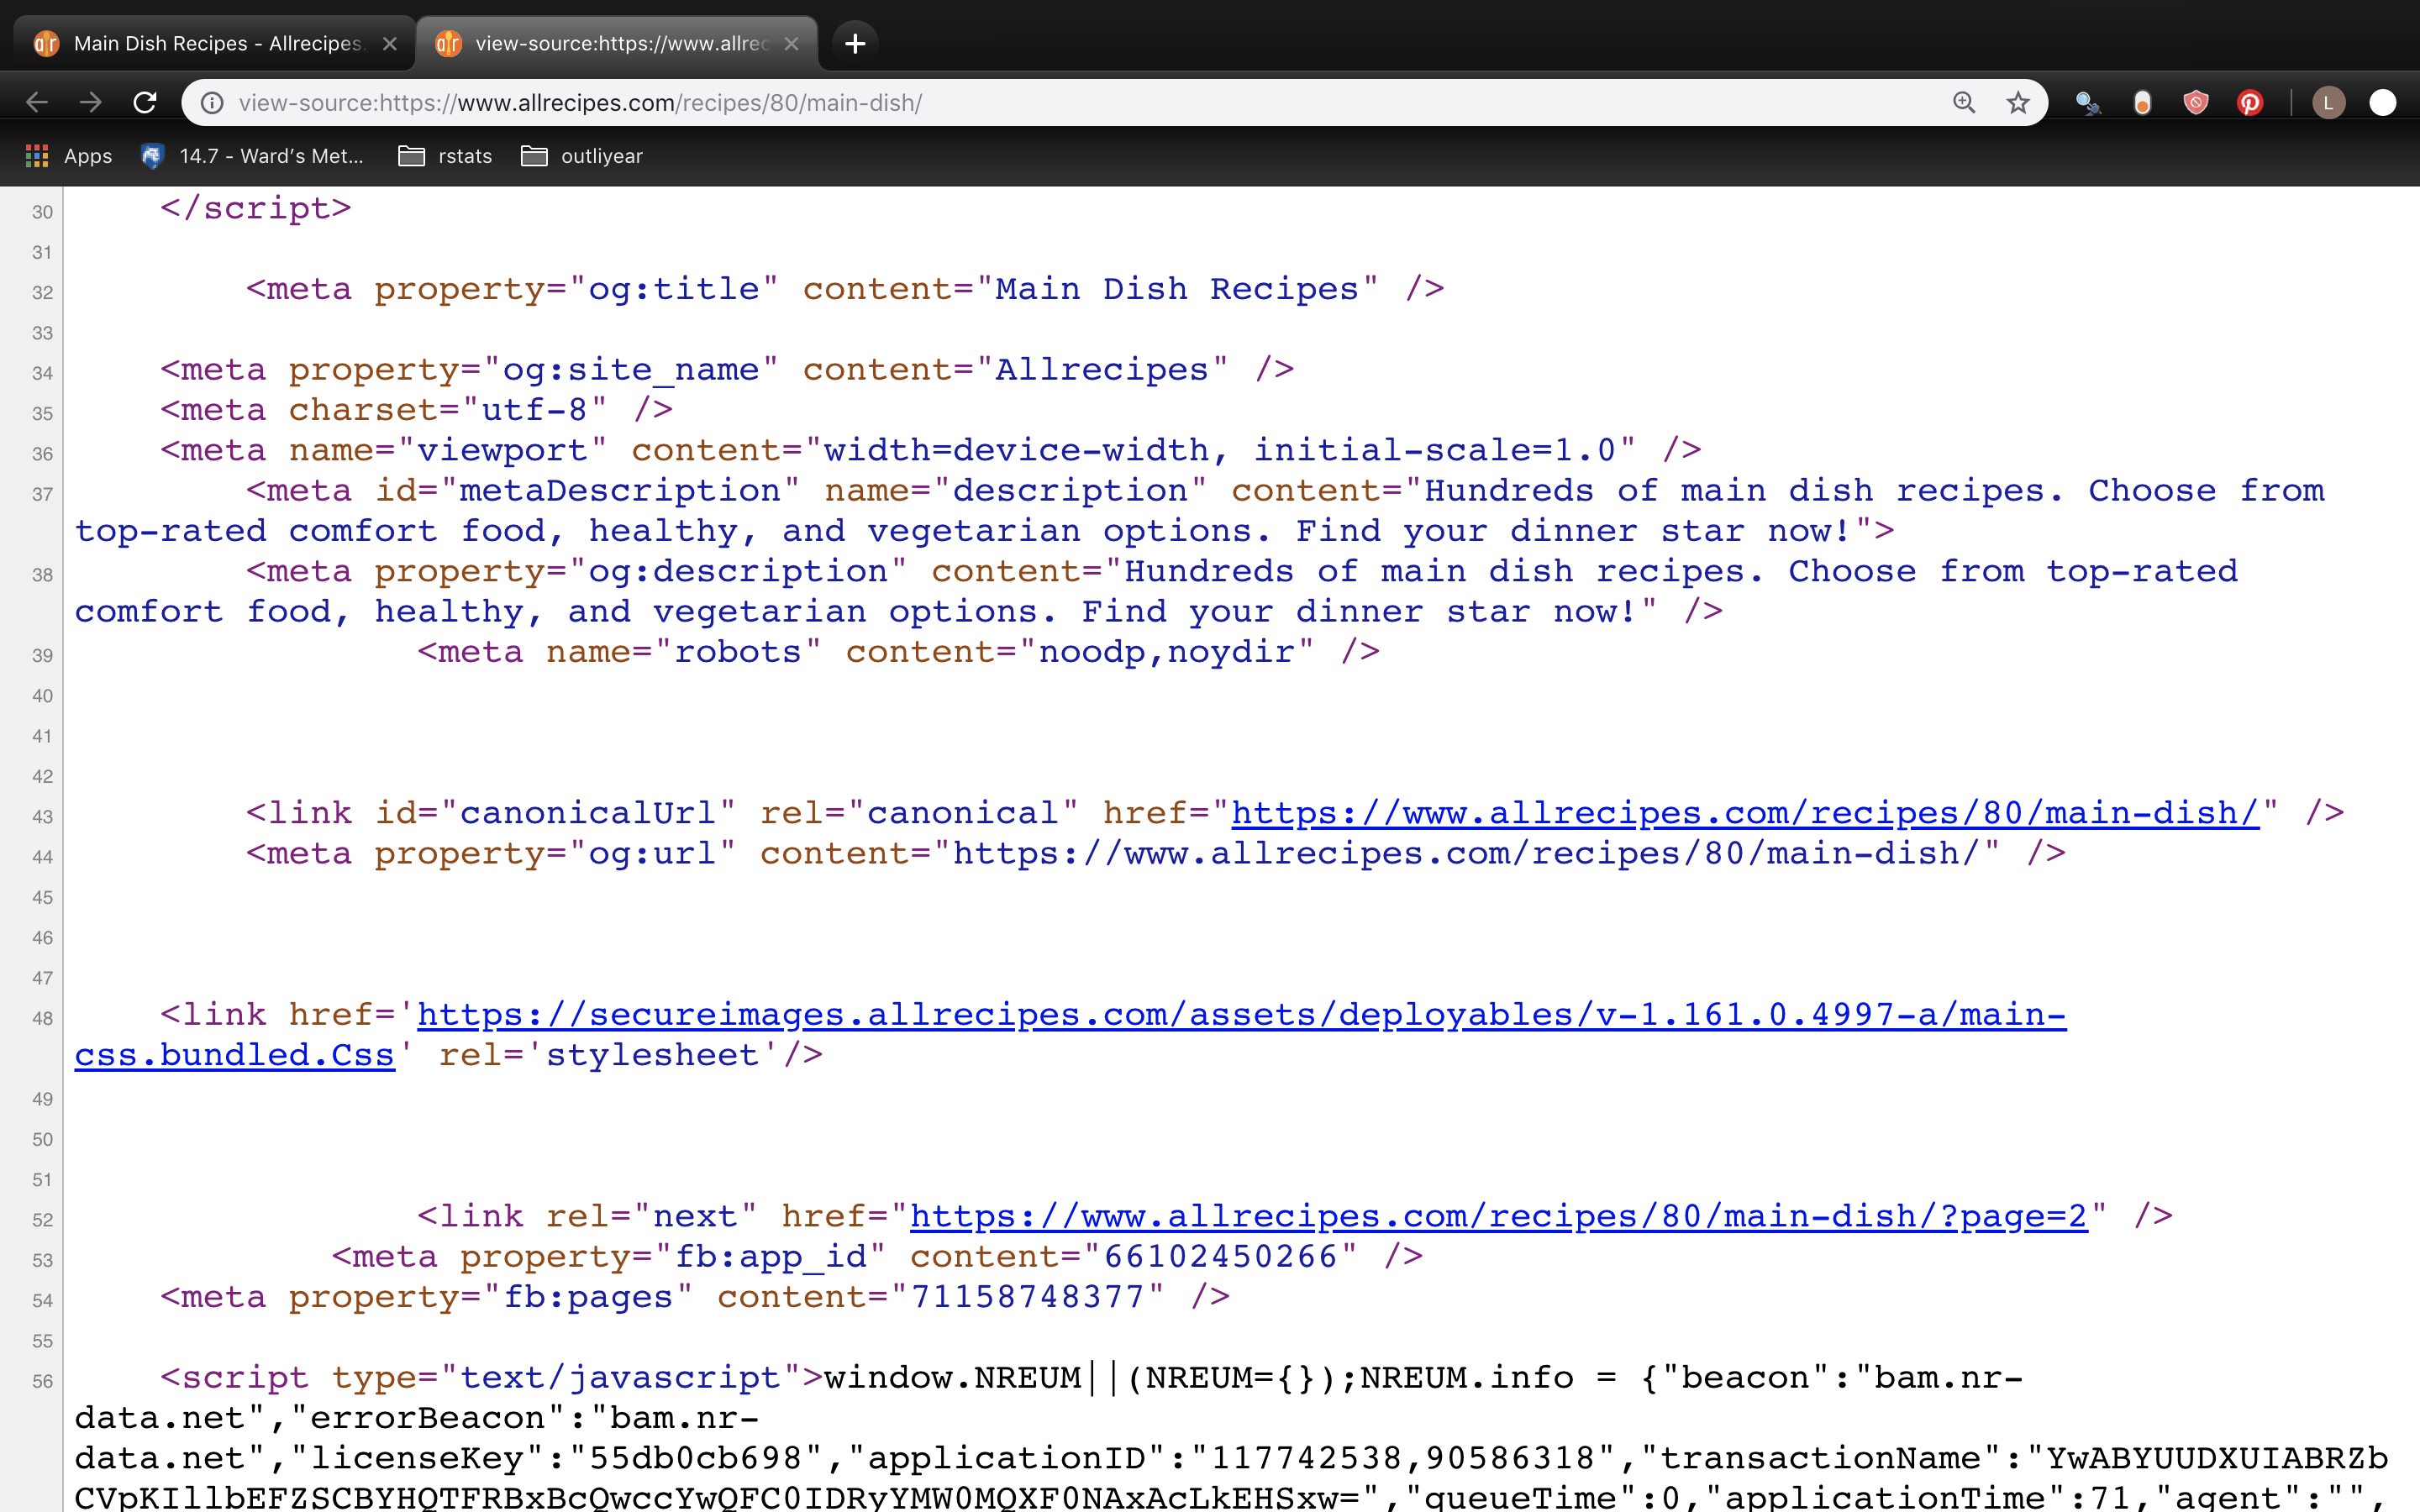 Main Dish Recipes - Allrecipes.
view-source:https://www.allrec
view-source:https://www.allrecipes.com/recipes/80/main-dish/
L
Apps
14.7 - Ward's Met...
rstats
outliyear
30 </script>
31
32 <meta property="og:title" content="Main Dish Recipes" />
33
34 <meta property="og:site_name" content="Allrecipes" />
35 <meta charset="utf-8" />
36 <meta name="viewport" content="width=device-width, initial-scale=1.0" />
37 <meta id="metaDescription" name="description" content="Hundreds of main dish recipes. Choose from
top-rated comfort food, healthy, and vegetarian options. Find your dinner star now!">
38 <meta property="og:description" content="Hundreds of main dish recipes. Choose from top-rated
comfort food, healthy, and vegetarian options. Find your dinner star now!" />
39 <meta name="robots" content="noodp,noydir" />
40
41
42
43 <link id="canonicalUrl" rel="canonical" href="https://www.allrecipes.com/recipes/80/main-dish/" />
44 <meta property="og:url" content="https://www.allrecipes.com/recipes/80/main-dish/" />
45
46
47
48 <link href='https://secureimages.allrecipes.com/assets/deployables/v-1.161.0.4997-a/main-
css.bundled.Css' rel='stylesheet'/>
49
50
51
52 <link rel="next" href="https://www.allrecipes.com/recipes/80/main-dish/?page=2" />
53 <meta property="fb:app_id" content="66102450266" />
54 <meta property="fb:pages" content="71158748377" />
55
56 <script type="text/javascript">window.NREUM||(NREUM={});NREUM.info = {"beacon":"bam.nr-
data.net","errorBeacon":"bam.nr-
data.net","licenseKey":"55db0cb698","applicationID":"117742538,90586318","transactionName":"YwABYUUDXUIABRZb
CVpKIllbEFZSCBYHQTFRBxBcQwccYwQFC0IDRyYMW0MQXF0NAxAcLkEHSxw=","queueTime":0,"applicationTime":71,"agent":"",